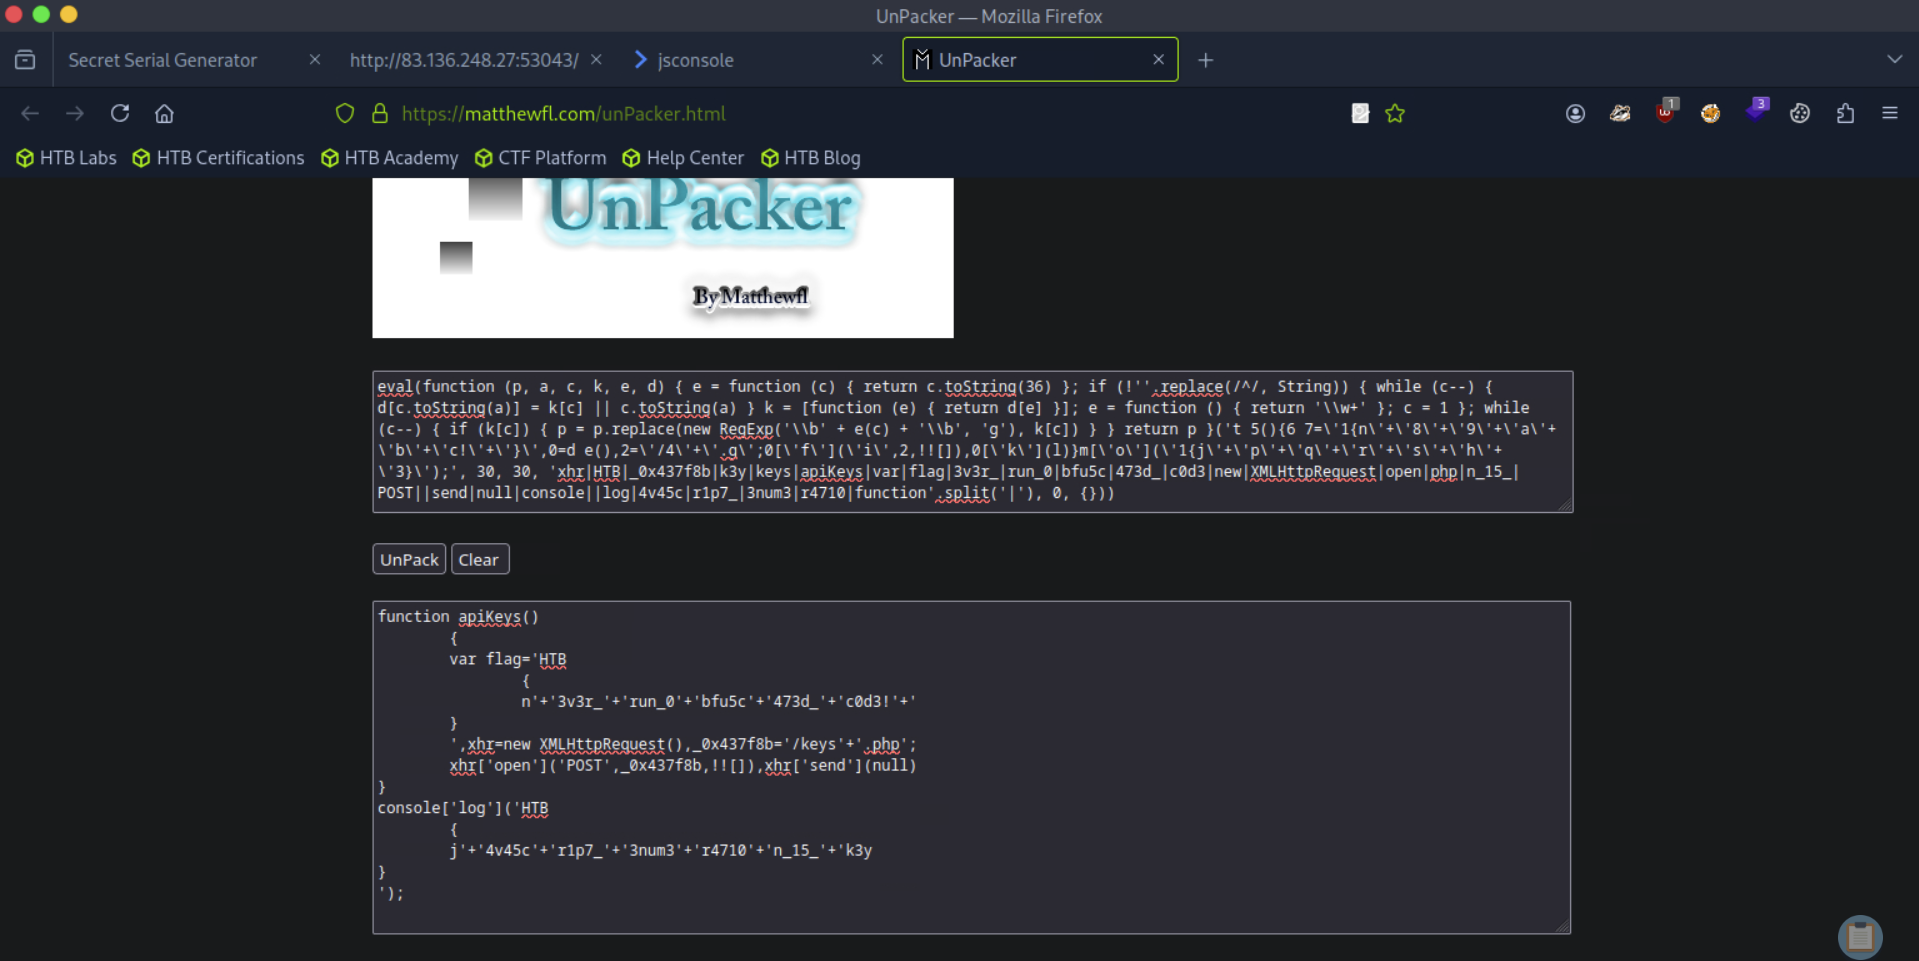 UnPacker — Mozilla Firefox
Secret Serial Generator
http://83.136.248.27:53043/
jsconsole
UnPacker
https://matthewfl.com/unPacker.html
1
3
HTB Labs
HTB Certifications
HTB Academy
CTF Platform
Help Center
HTB Blog
UnPacker
By Matthewfl
eval(function (p, a, c, k, e, d) { e = function (c) { return c.toString(36) }; if (!''.replace(/^/, String)) { while (c--) {
d[c.toString(a)] = k[c] || c.toString(a) } k = [function (e) { return d[e] }]; e = function () { return '\\w+' }; c = 1 }; while
(c--) { if (k[c]) { p = p.replace(new RegExp('\\b' + e(c) + '\\b', 'g'), k[c]) } } return p }('t 5(){6 7=\'1{n\'+\'8\'+\'9\'+\'a\'+
\'b\'+\'c!\'+\'}\',0=d e(),2=\'/4\'+\'.g\';0[\'f\'](\'i\',2,!![]),0[\'k\'](l)}m[\'o\'](\'1{j\'+\'p\'+\'q\'+\'r\'+\'s\'+\'h\'+
\'3}\');', 30, 30, 'xhr|HTB|_0x437f8b|k3y|keys|apiKeys|var|flag|3v3r_|run_0|bfu5c|473d_|c0d3|new|XMLHttpRequest|open|php|n_15_|
POST||send|null|console||log|4v45c|r1p7_|3num3|r4710|function'.split('|'), 0, {}))
UnPack
Clear
function apiKeys()
{
var flag='HTB
{
n'+'3v3r_'+'run_0'+'bfu5c'+'473d_'+'c0d3!'+'
}
',xhr=new XMLHttpRequest(),_0x437f8b='/keys'+'.php';
xhr['open']('POST',_0x437f8b,!![]),xhr['send'](null)
}
console['log']('HTB
{
j'+'4v45c'+'r1p7_'+'3num3'+'r4710'+'n_15_'+'k3y
}
');